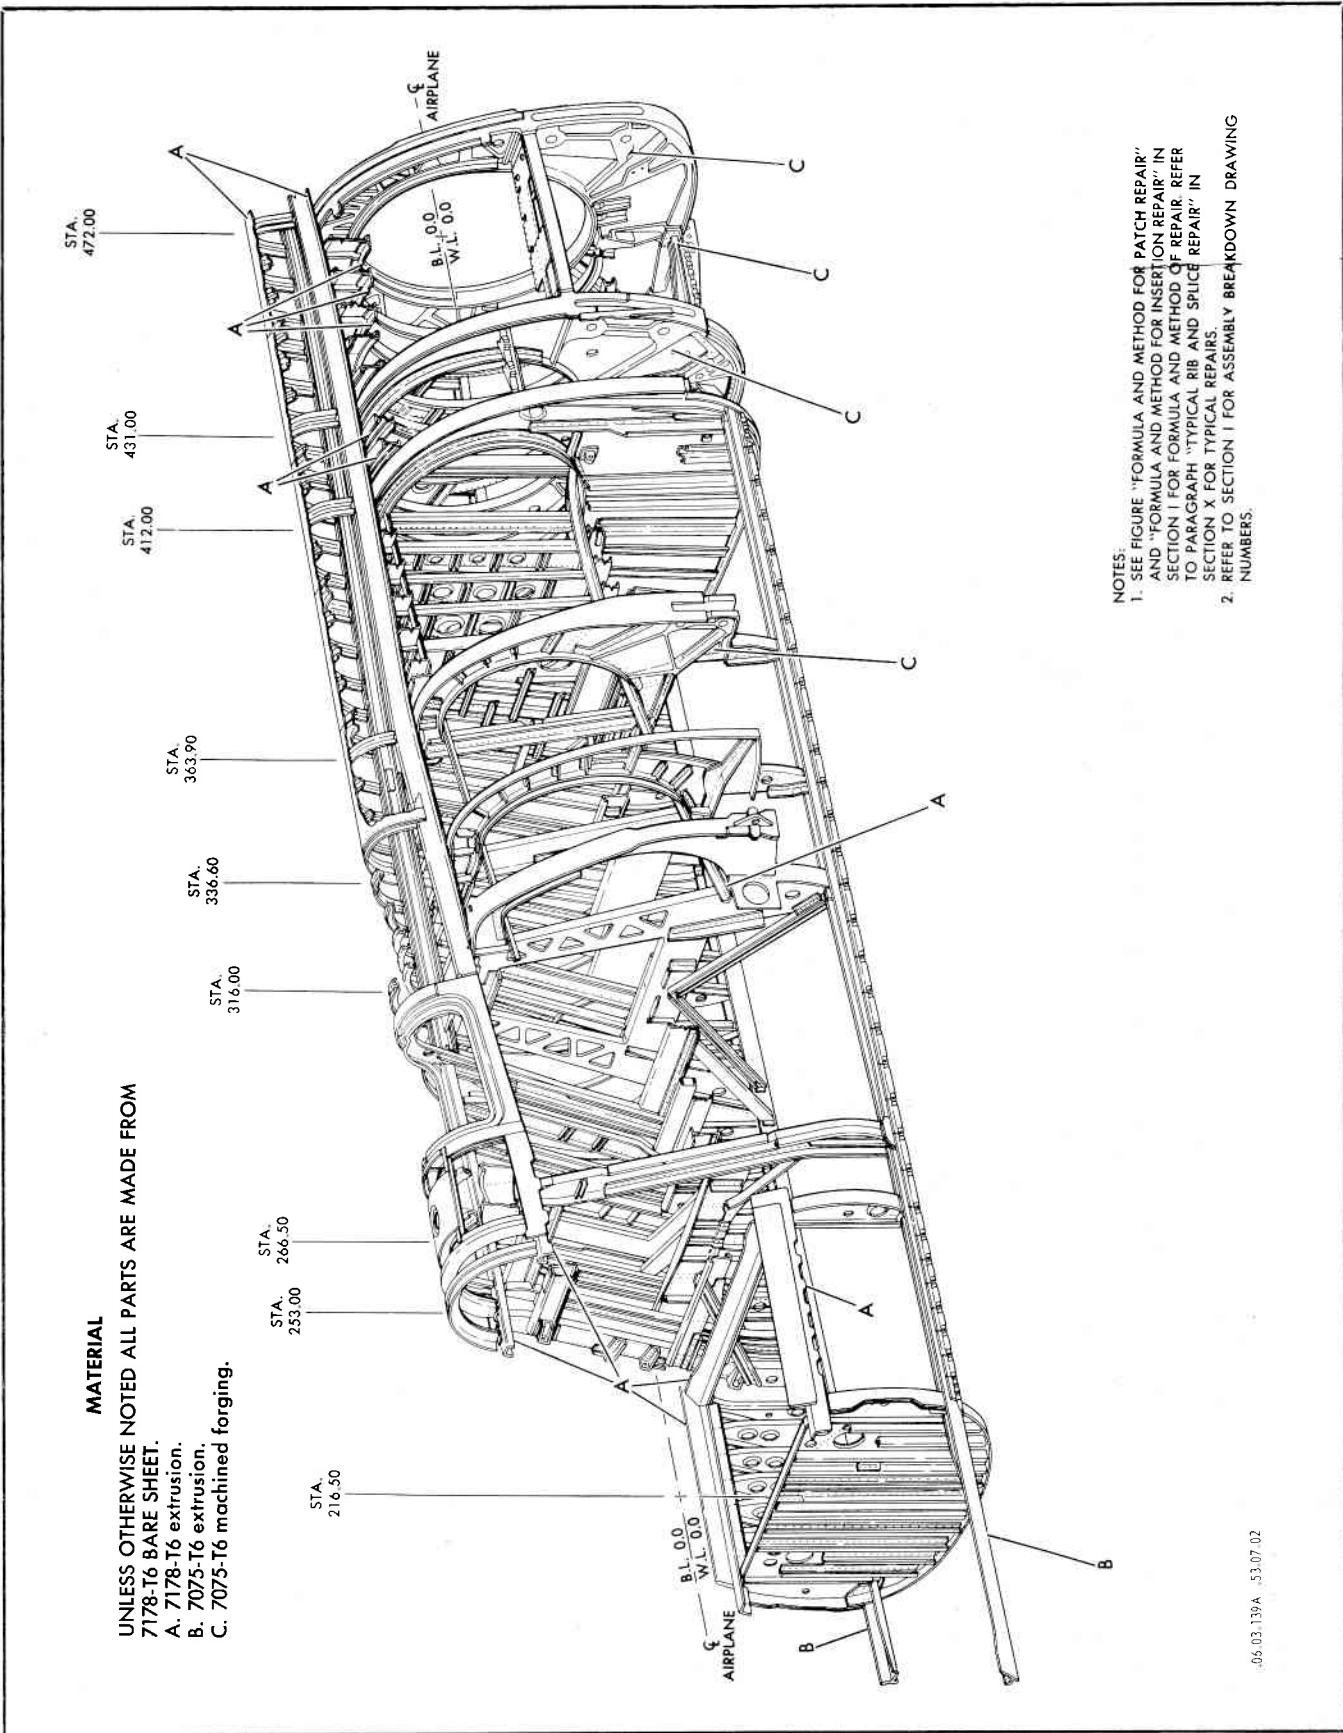 MATERIAL
UNLESS OTHERWISE NOTED ALL PARTS ARE MADE FROM
7178-T6 BARE SHEET.
A. 7178-T6 extrusion.
B. 7075-T6 extrusion.
C. 7075-T6 machined forging.
STA.
216.50
STA.
253.00
STA.
266.50
STA.
316.00
STA.
336.60
STA.
363.90
STA.
412.00
STA.
431.00
STA.
472.00
A
A
A
℄
AIRPLANE
B.L. 0.0
W.L. 0.0
C
C
C
C
A
A
A
B.L. 0.0
W.L. 0.0
℄
AIRPLANE
B
B
NOTES:
1. SEE FIGURE "FORMULA AND METHOD FOR PATCH REPAIR"
AND "FORMULA AND METHOD FOR INSERTION REPAIR" IN
SECTION I FOR FORMULA AND METHOD OF REPAIR. REFER
TO PARAGRAPH "TYPICAL RIB AND SPLICE REPAIR" IN
SECTION X FOR TYPICAL REPAIRS.
2. REFER TO SECTION I FOR ASSEMBLY BREAKDOWN DRAWING
NUMBERS.
.06.03.139A .53.07.02